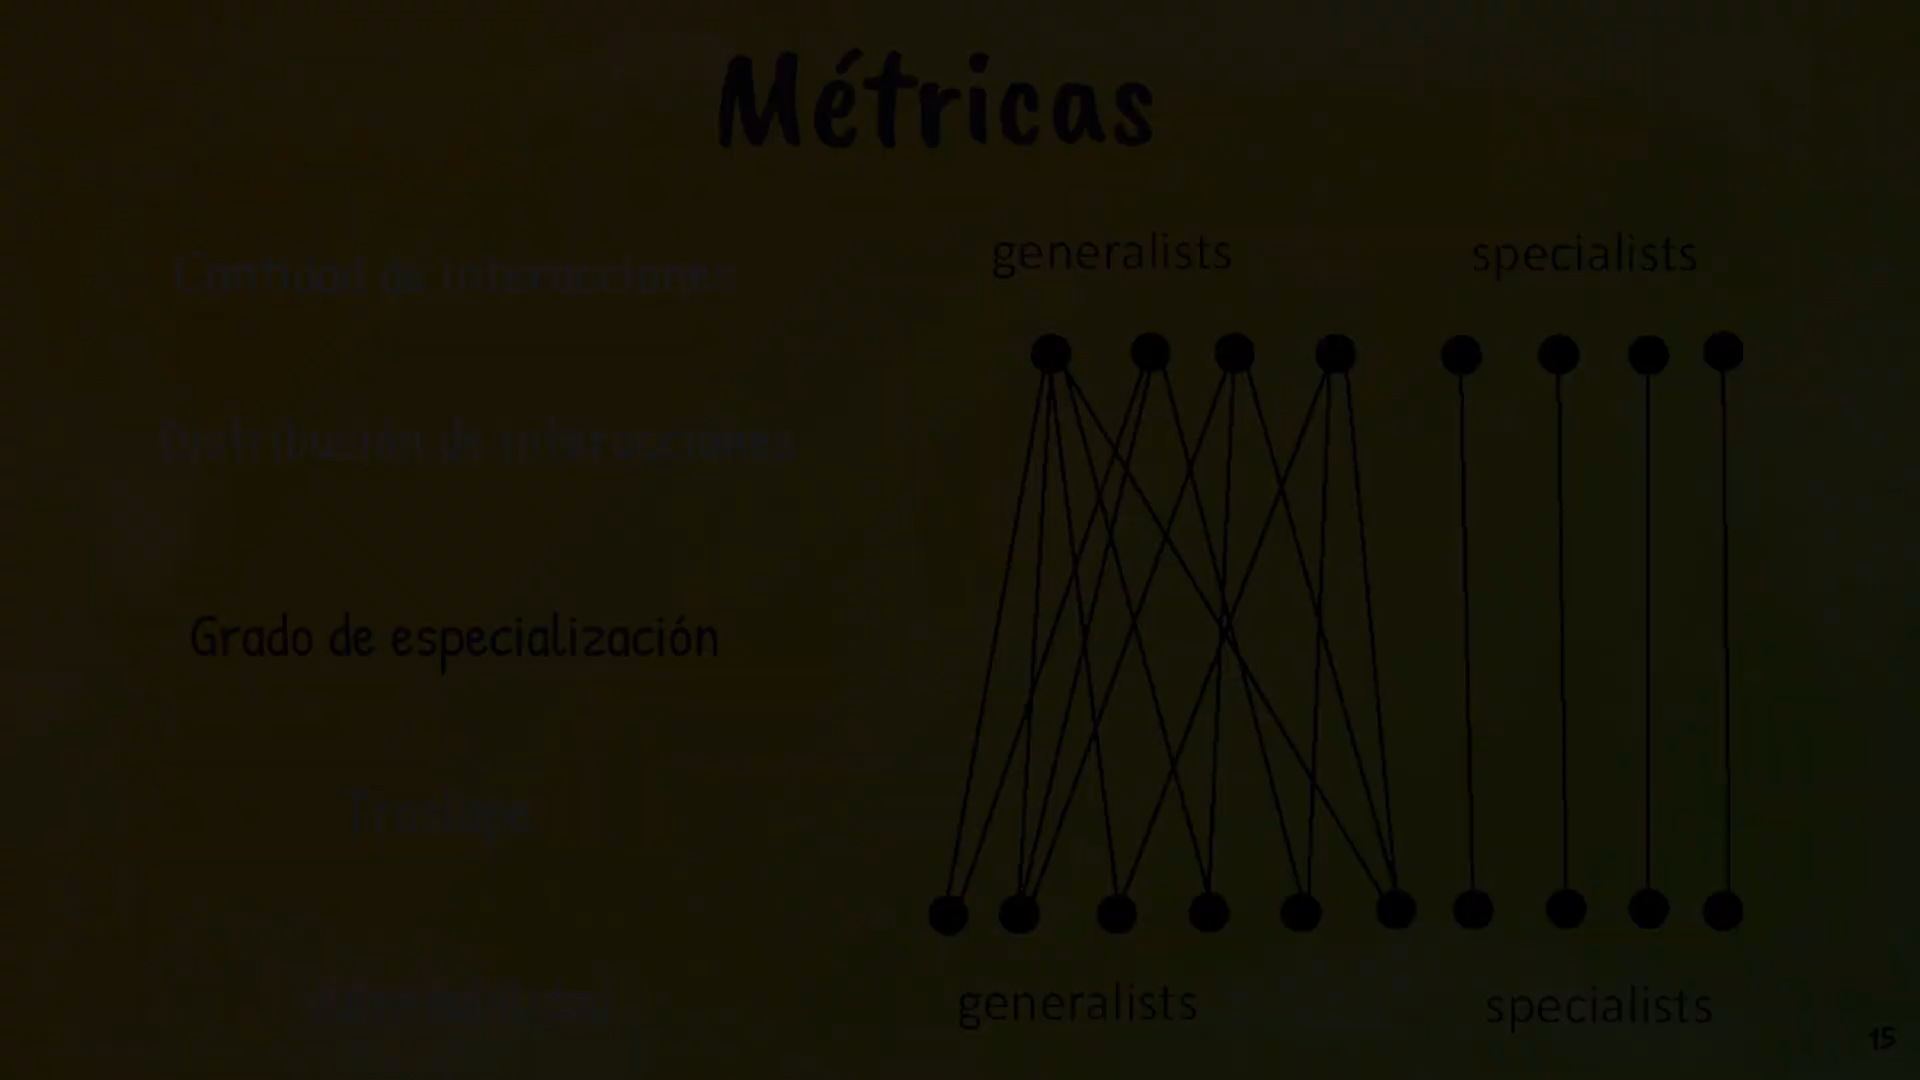 Métricas
Cantidad de interacciones
Distribución de interacciones
Grado de especialización
Traslape
generalists
specialists
generalists
specialists
15